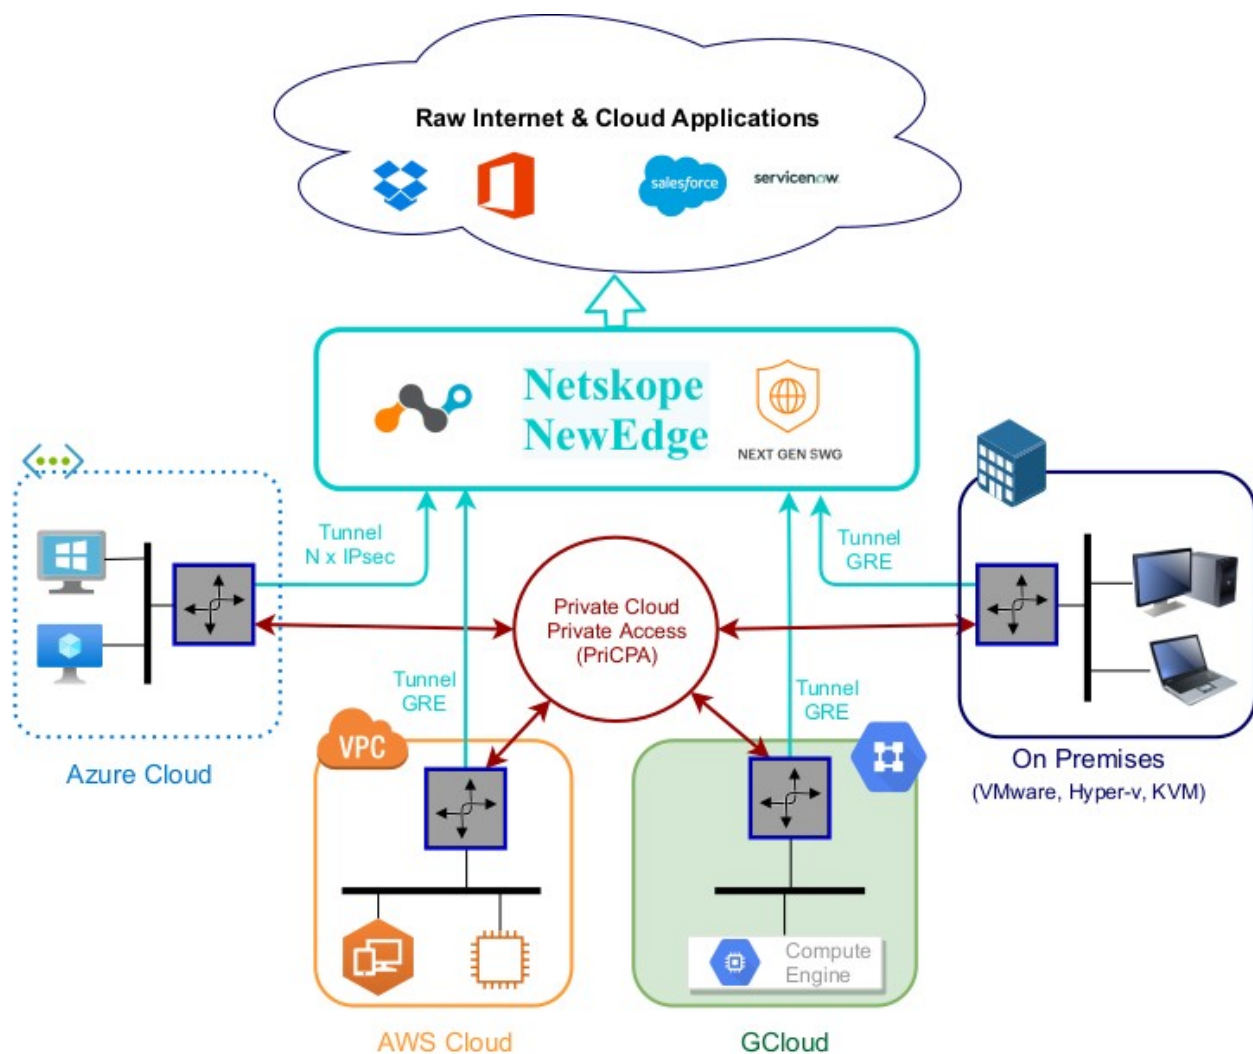 Raw Internet & Cloud Applications
salesforce
servicenow
Netskope
NewEdge
NEXT GEN SWG
Tunnel
N x IPsec
Tunnel
GRE
Private Cloud
Private Access
(PriCPA)
Tunnel
GRE
Tunnel
GRE
VPC
Azure Cloud
On Premises
(VMware, Hyper-v, KVM)
Compute
Engine
AWS Cloud
GCloud